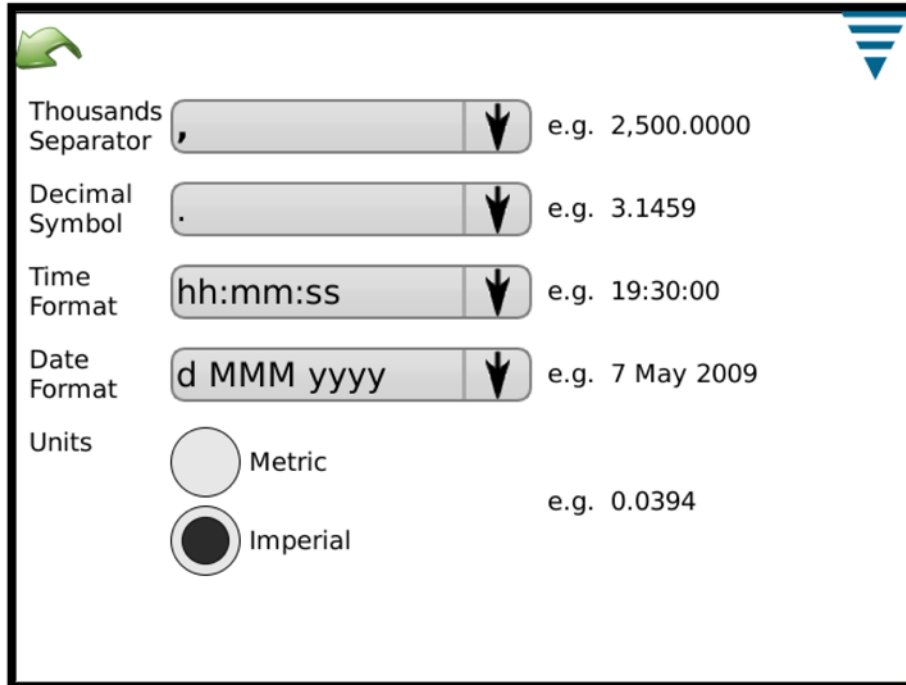 Thousands
Separator
,
e.g. 2,500.0000
Decimal
Symbol
.
e.g. 3.1459
Time
Format
hh:mm:ss
e.g. 19:30:00
Date
Format
d MMM yyyy
e.g. 7 May 2009
Units
Metric
e.g. 0.0394
Imperial